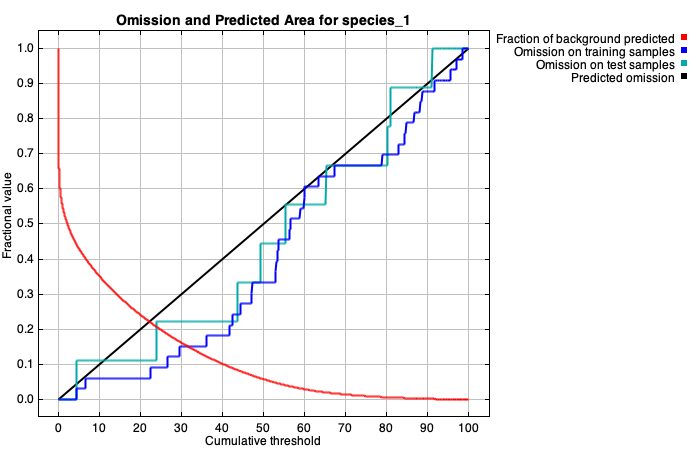 Omission and Predicted Area for species_1
Fraction of background predicted
Omission on training samples
Omission on test samples
Predicted omission
Fractional value
1.0
0.9
0.8
0.7
0.6
0.5
0.4
0.3
0.2
0.1
0.0
0 10 20 30 40 50 60 70 80 90 100
Cumulative threshold